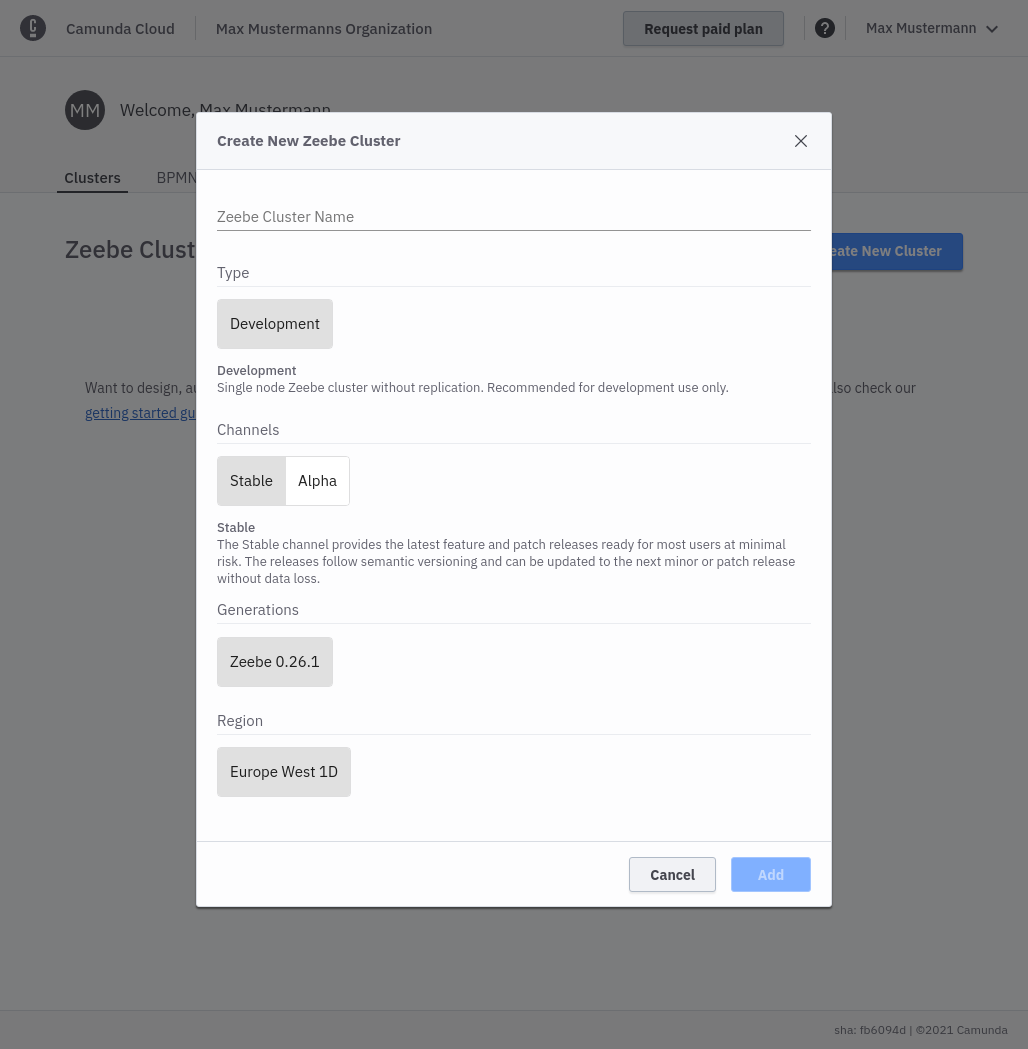 Camunda Cloud
Max Mustermanns Organization
Request paid plan
?
Max Mustermann
MM
Welcome, Max Mustermann
Clusters
BPMN
Zeebe Clust
eate New Cluster
Want to design, au
lso check our
getting started gu
Create New Zeebe Cluster
Zeebe Cluster Name
Type
Development
Development
Single node Zeebe cluster without replication. Recommended for development use only.
Channels
Stable
Alpha
Stable
The Stable channel provides the latest feature and patch releases ready for most users at minimal
risk. The releases follow semantic versioning and can be updated to the next minor or patch release
without data loss.
Generations
Zeebe 0.26.1
Region
Europe West 1D
Cancel
Add
sha: fb6094d | ©2021 Camunda